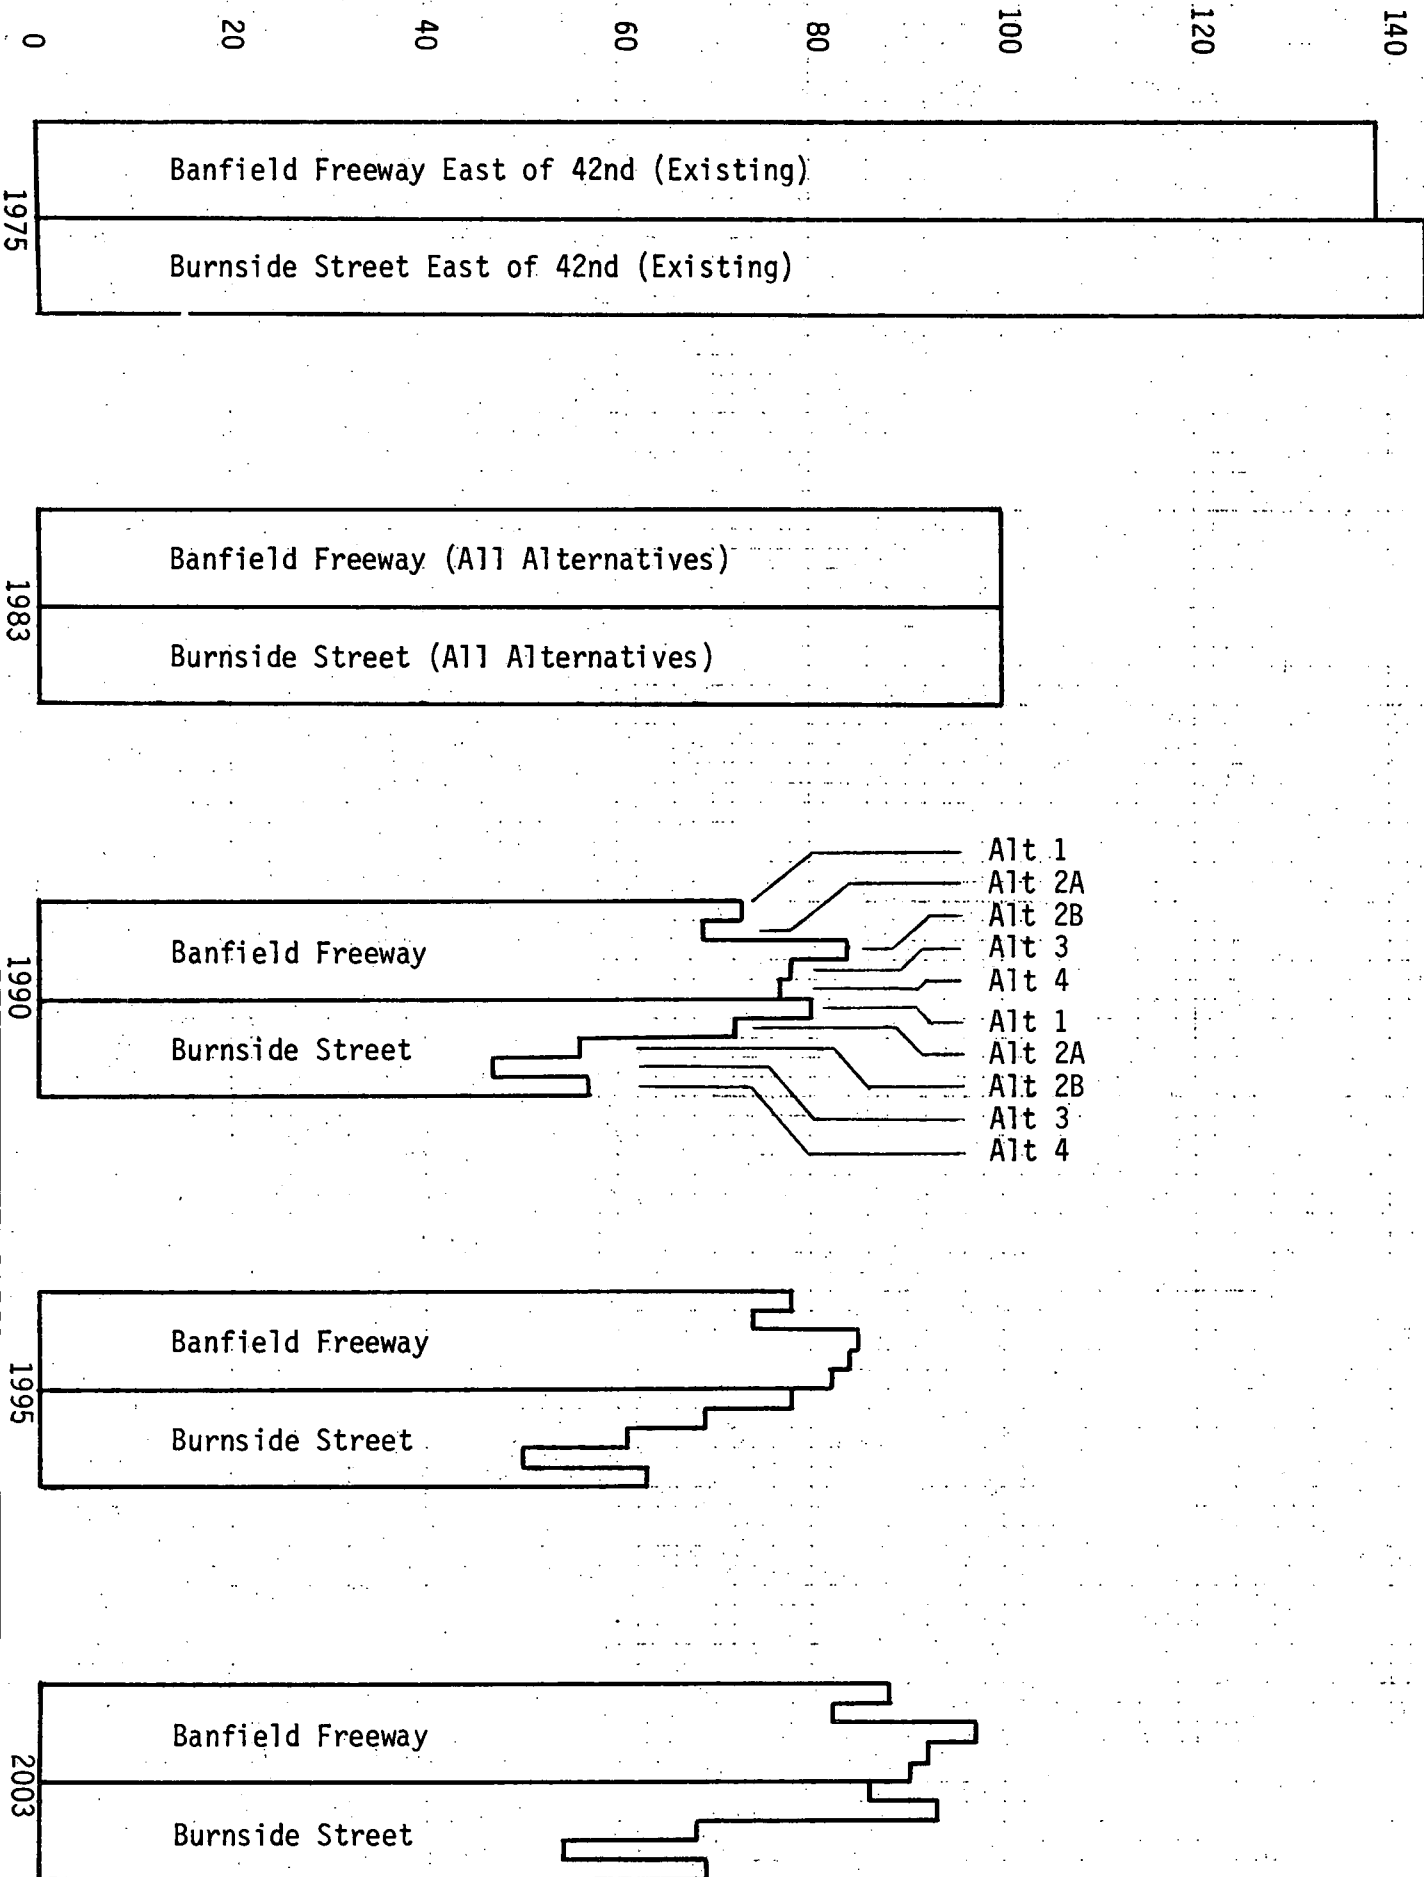 0
20
40
60
80
100
120
140
1975
Banfield Freeway East of 42nd (Existing)
Burnside Street East of 42nd (Existing)
1983
Banfield Freeway (All Alternatives)
Burnside Street (All Alternatives)
1990
Banfield Freeway
Burnside Street
Alt 1
Alt 2A
Alt 2B
Alt 3
Alt 4
Alt 1
Alt 2A
Alt 2B
Alt 3
Alt 4
1995
Banfield Freeway
Burnside Street
2003
Banfield Freeway
Burnside Street